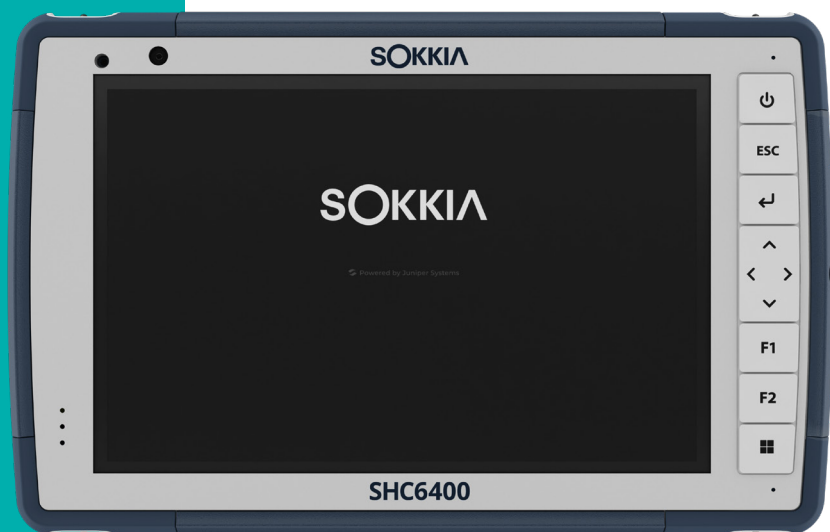 SOKKIA
SOKKIA
Powered by Juniper Systems
ESC
F1
F2
SHC6400